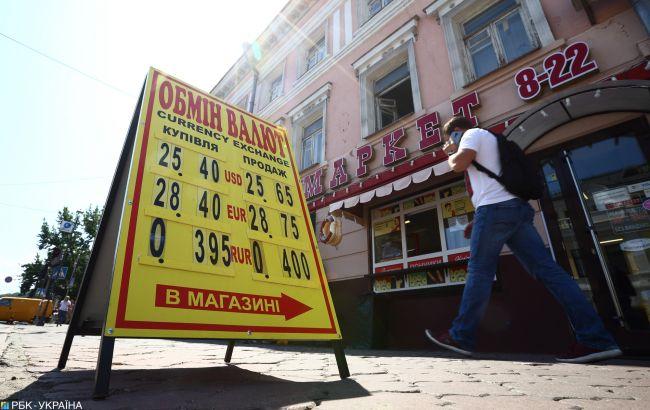 МАРКЕТ 8-22
ОБМІН ВАЛЮТ
CURRENCY EXCHANGE
КУПІВЛЯ ПРОДАЖ
25.40 USD 25.65
28.40 EUR 28.75
0.395 RUR 0.400
В МАГАЗИНІ
РБК-УКРАЇНА